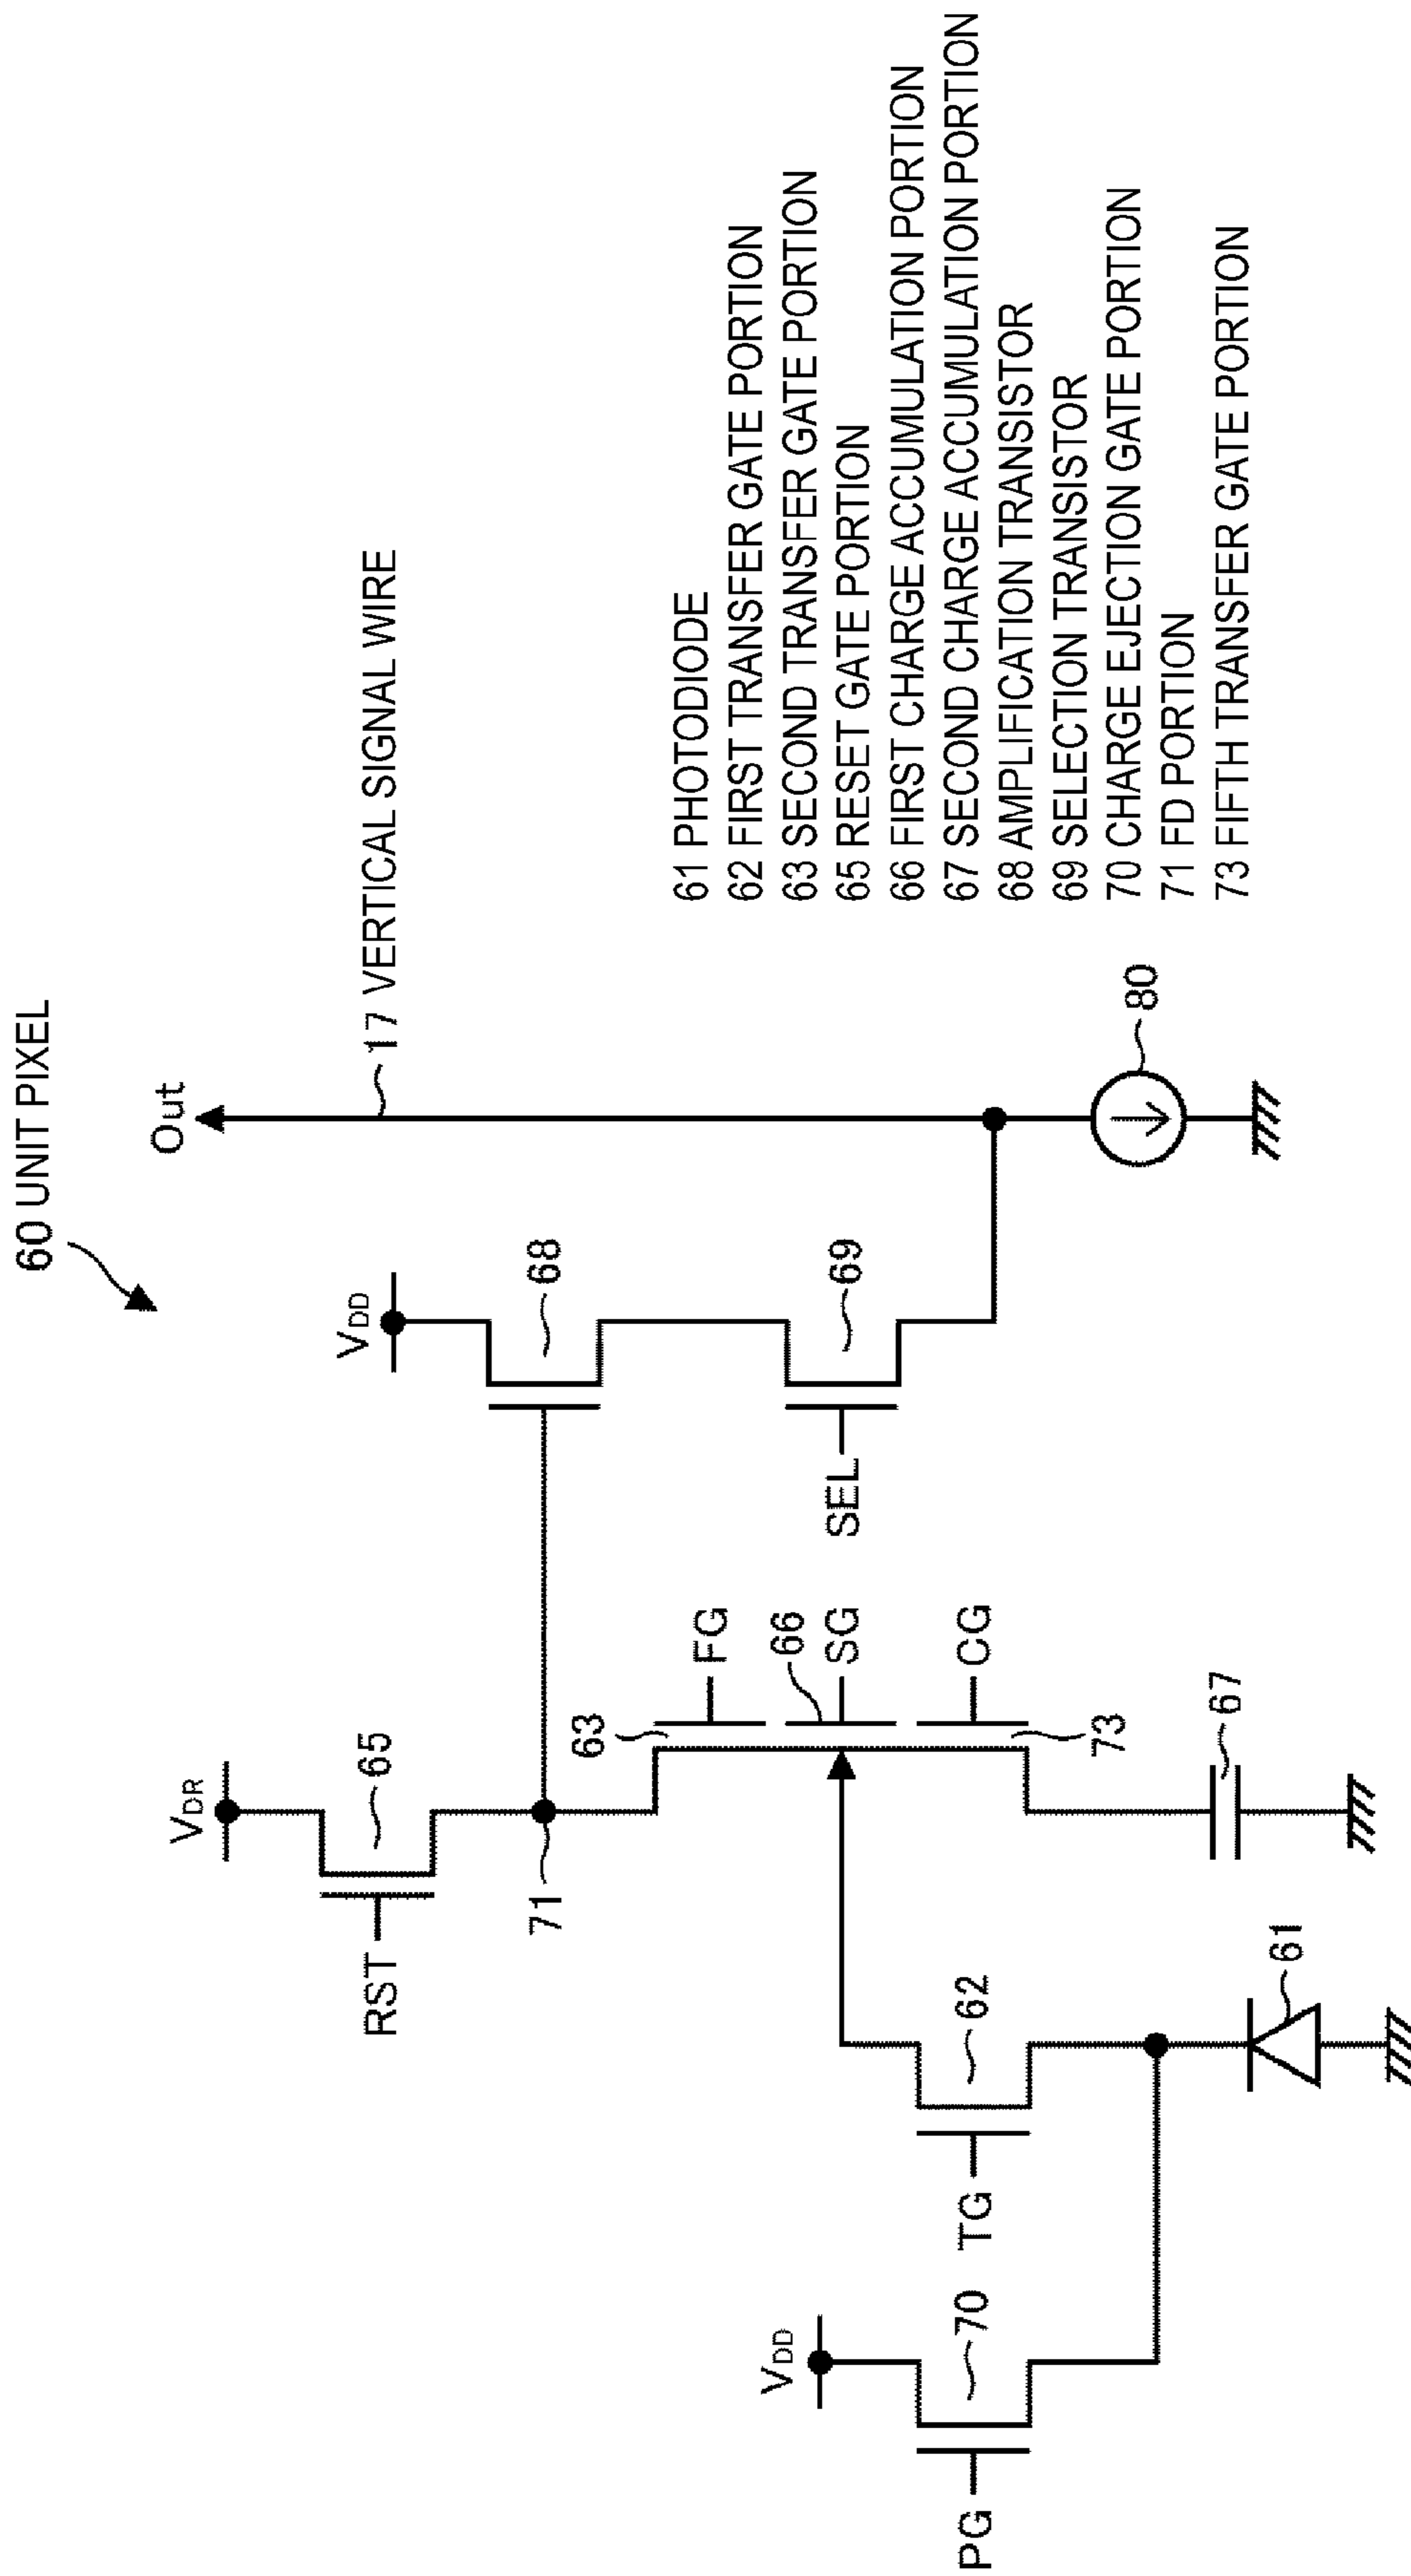 60 UNIT PIXEL
Out
17 VERTICAL SIGNAL WIRE
VDR
VDD
65
RST
68
71
63
FG
66
SG
CG
73
69
SEL
VDD
70
PG
62
TG
67
61
80
61 PHOTODIODE
62 FIRST TRANSFER GATE PORTION
63 SECOND TRANSFER GATE PORTION
65 RESET GATE PORTION
66 FIRST CHARGE ACCUMULATION PORTION
67 SECOND CHARGE ACCUMULATION PORTION
68 AMPLIFICATION TRANSISTOR
69 SELECTION TRANSISTOR
70 CHARGE EJECTION GATE PORTION
71 FD PORTION
73 FIFTH TRANSFER GATE PORTION